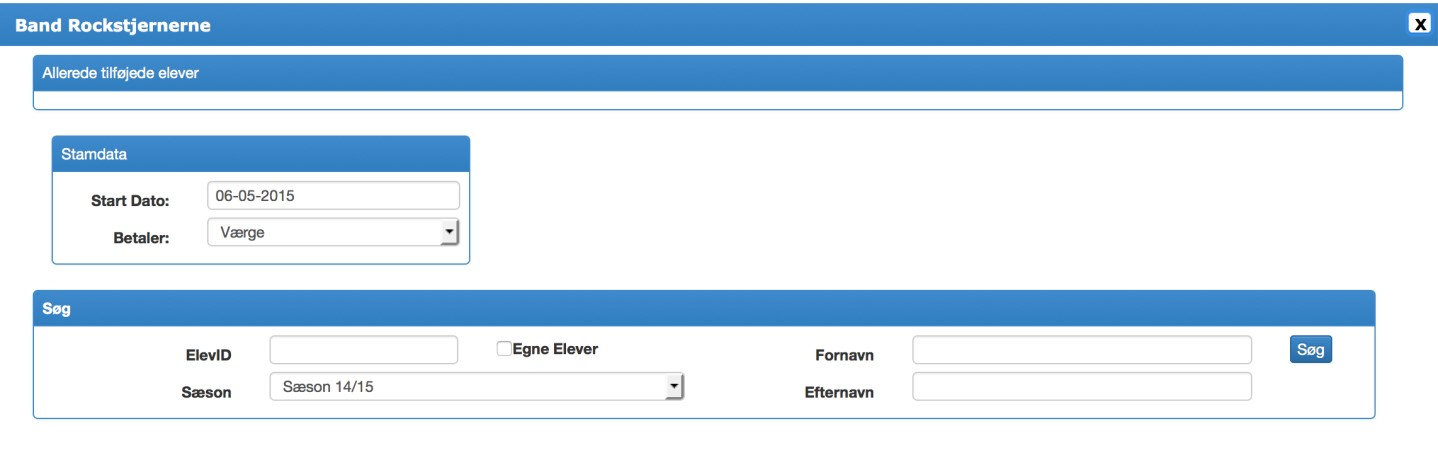 Band Rockstjernerne X
Allerede tilføjede elever
Stamdata
Start Dato: 06-05-2015
Betaler: Værge
Søg
ElevID Egne Elever Fornavn Søg
Sæson Sæson 14/15 Efternavn